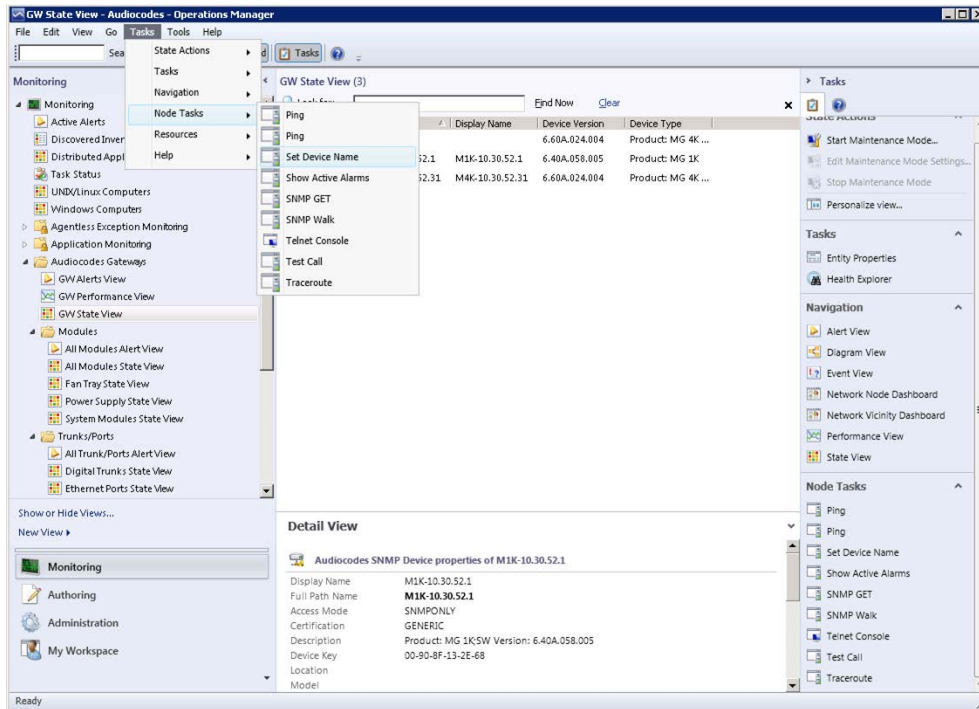 GW State View - Audiocodes - Operations Manager
File Edit View Go Tasks Tools Help
Sea
Tasks
State Actions
Tasks
Navigation
Node Tasks
Resources
Help
Ping
Ping
Set Device Name
Show Active Alarms
SNMP GET
SNMP Walk
Telnet Console
Test Call
Traceroute
Monitoring
Monitoring
Active Alerts
Discovered Inver
Distributed Appl
Task Status
UNIX/Linux Computers
Windows Computers
Agentless Exception Monitoring
Application Monitoring
Audiocodes Gateways
GW Alerts View
GW Performance View
GW State View
Modules
All Modules Alert View
All Modules State View
Fan Tray State View
Power Supply State View
System Modules State View
Trunks/Ports
All Trunk/Ports Alert View
Digital Trunks State View
Ethernet Ports State View
Show or Hide Views...
New View
Monitoring
Authoring
Administration
My Workspace
GW State View (3)
Find Now Clear
Display Name Device Version Device Type
6.60A.024.004 Product: MG 4K ...
52.1 M1K-10.30.52.1 6.40A.058.005 Product: MG 1K
52.31 M4K-10.30.52.31 6.60A.024.004 Product: MG 4K ...
Detail View
Audiocodes SNMP Device properties of M1K-10.30.52.1
Display Name M1K-10.30.52.1
Full Path Name M1K-10.30.52.1
Access Mode SNMPONLY
Certification GENERIC
Description Product: MG 1K;SW Version: 6.40A.058.005
Device Key 00-90-8F-13-2E-68
Location
Model
Tasks
State Actions
Start Maintenance Mode...
Edit Maintenance Mode Settings...
Stop Maintenance Mode
Personalize view...
Tasks
Entity Properties
Health Explorer
Navigation
Alert View
Diagram View
Event View
Network Node Dashboard
Network Vicinity Dashboard
Performance View
State View
Node Tasks
Ping
Ping
Set Device Name
Show Active Alarms
SNMP GET
SNMP Walk
Telnet Console
Test Call
Traceroute
Ready